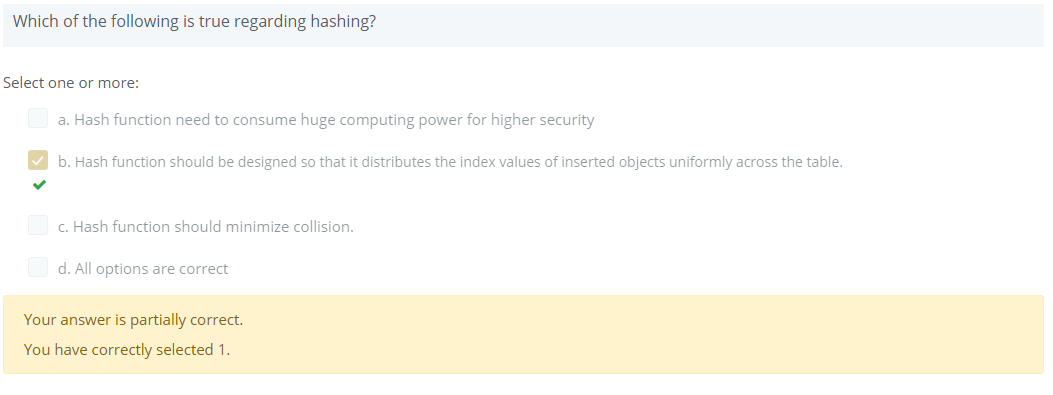 Which of the following is true regarding hashing?
Select one or more:
a. Hash function need to consume huge computing power for higher security
b. Hash function should be designed so that it distributes the index values of inserted objects uniformly across the table.
c. Hash function should minimize collision.
d. All options are correct
Your answer is partially correct.
You have correctly selected 1.